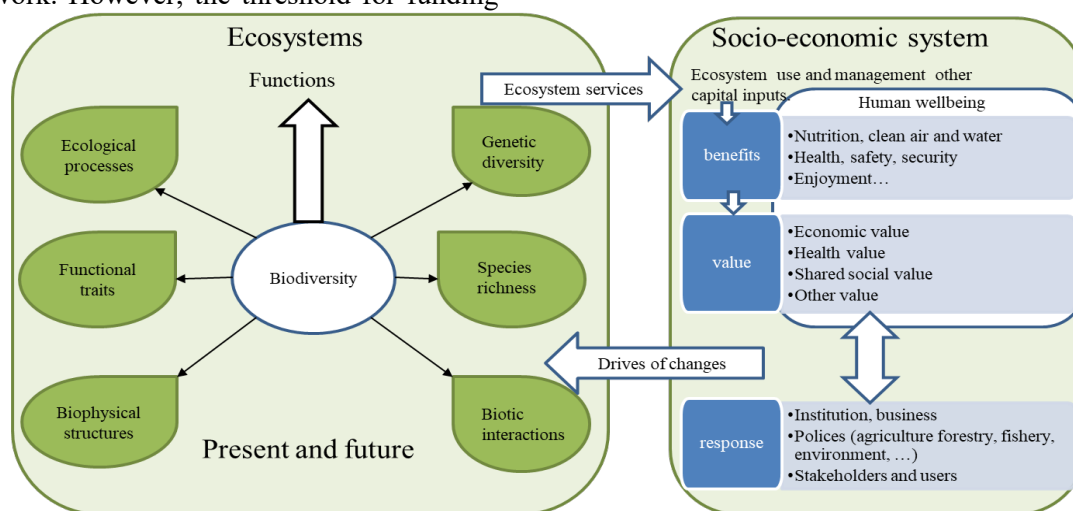 work. However, the threshold for funding
Ecosystems
Functions
Ecological
processes
Genetic
diversity
Functional
traits
Biodiversity
Species
richness
Biophysical
structures
Biotic
interactions
Present and future
Ecosystem services
Drives of changes
Socio-economic system
Ecosystem use and management other
capital inputs.
Human wellbeing
benefits
•Nutrition, clean air and water
•Health, safety, security
•Enjoyment…
value
•Economic value
•Health value
•Shared social value
•Other value
response
•Institution, business
•Polices (agriculture forestry, fishery,
environment, …)
•Stakeholders and users